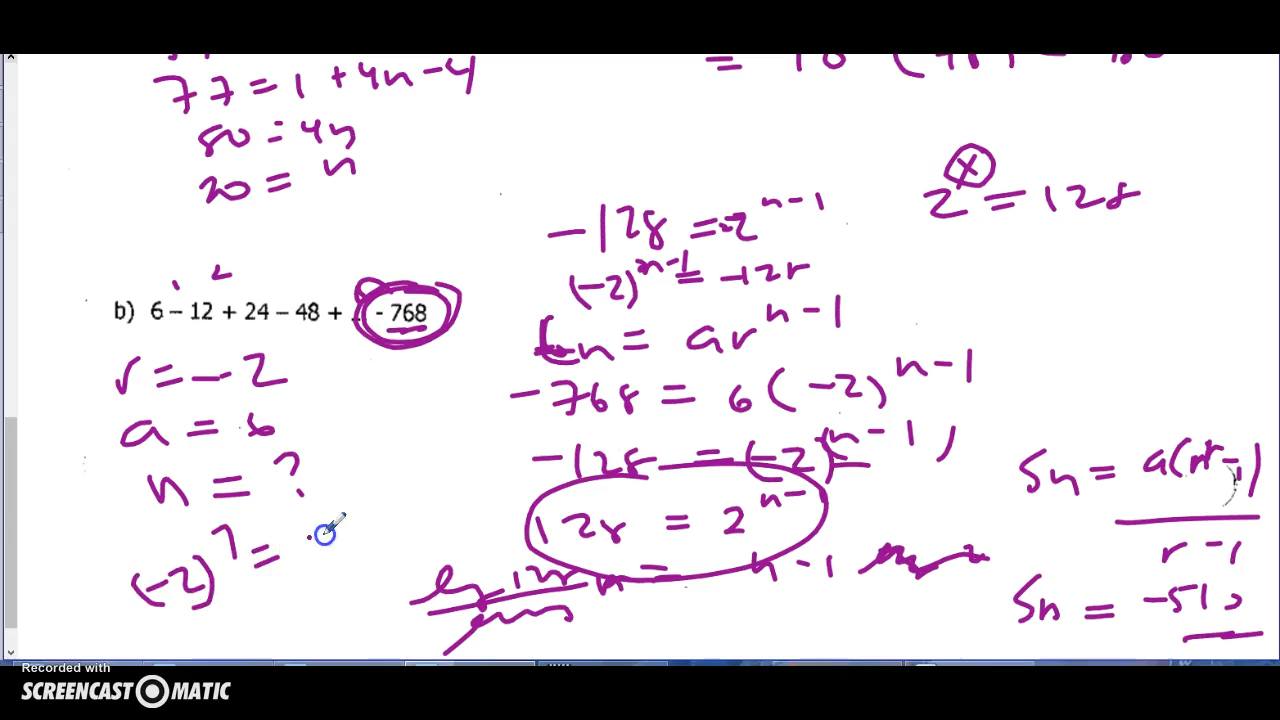 77 = 1 + 4n - 4
80 = 4n
20 = n
2^x = 128
-128 = -2^{n-1}
(-2)^{n-1} = -128
1 2
b) 6 – 12 + 24 – 48 + ... - 768
tn = ar^{n-1}
r = -2
-768 = 6(-2)^{n-1}
a = 6
-128 = (-2)^{n-1}
n = ?
128 = 2^{n-1}
n-1
(-2)^7 =
Sn =
r - 1
Sn =
Recorded with
SCREENCAST O MATIC